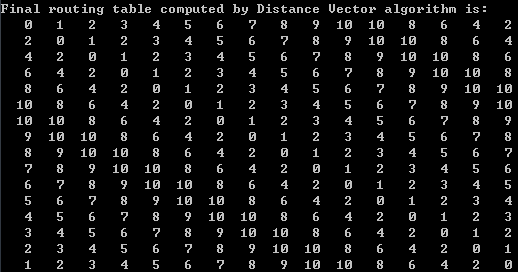 Final routing table computed by Distance Vector algorithm is:
0 1 2 3 4 5 6 7 8 9 10 10 8 6 4 2
2 0 1 2 3 4 5 6 7 8 9 10 10 8 6 4
4 2 0 1 2 3 4 5 6 7 8 9 10 10 8 6
6 4 2 0 1 2 3 4 5 6 7 8 9 10 10 8
8 6 4 2 0 1 2 3 4 5 6 7 8 9 10 10
10 8 6 4 2 0 1 2 3 4 5 6 7 8 9 10
10 10 8 6 4 2 0 1 2 3 4 5 6 7 8 9
9 10 10 8 6 4 2 0 1 2 3 4 5 6 7 8
8 9 10 10 8 6 4 2 0 1 2 3 4 5 6 7
7 8 9 10 10 8 6 4 2 0 1 2 3 4 5 6
6 7 8 9 10 10 8 6 4 2 0 1 2 3 4 5
5 6 7 8 9 10 10 8 6 4 2 0 1 2 3 4
4 5 6 7 8 9 10 10 8 6 4 2 0 1 2 3
3 4 5 6 7 8 9 10 10 8 6 4 2 0 1 2
2 3 4 5 6 7 8 9 10 10 8 6 4 2 0 1
1 2 3 4 5 6 7 8 9 10 10 8 6 4 2 0